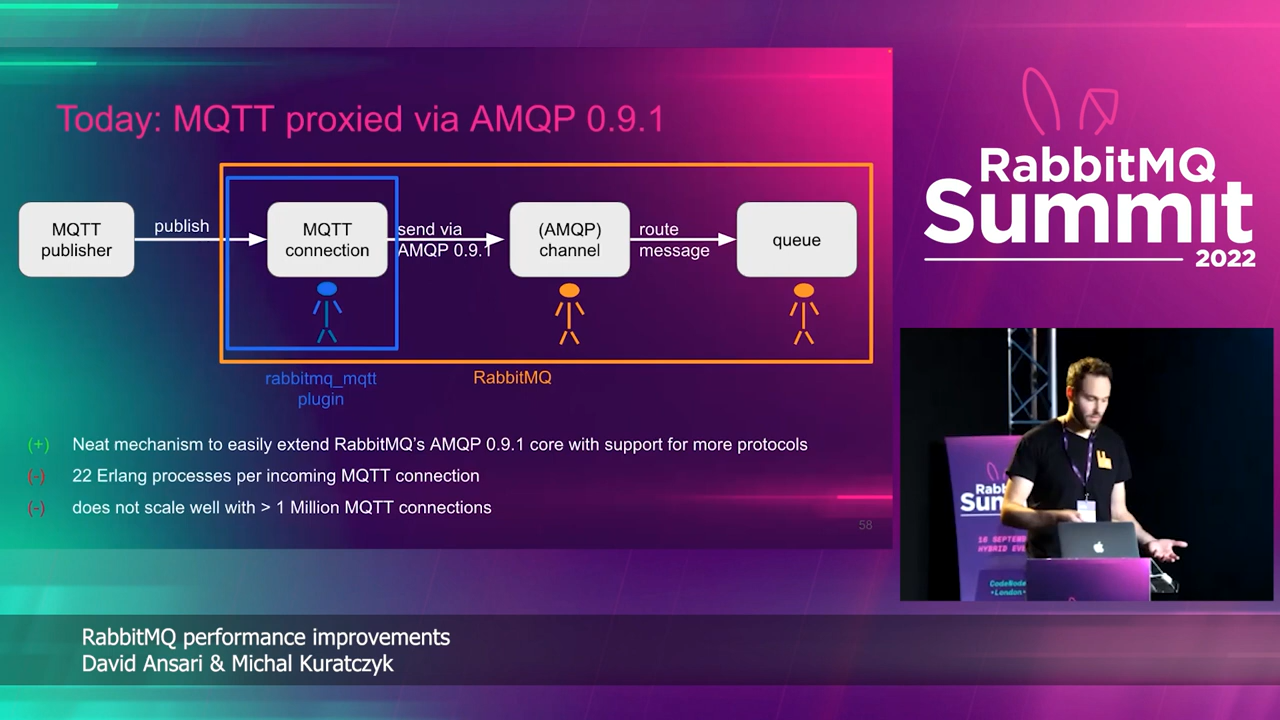 Today: MQTT proxied via AMQP 0.9.1
MQTT
publisher
publish
MQTT
connection
send via
AMQP 0.9.1
(AMQP)
channel
route
message
queue
rabbitmq_mqtt
plugin
RabbitMQ
(+) Neat mechanism to easily extend RabbitMQ's AMQP 0.9.1 core with support for more protocols
(-) 22 Erlang processes per incoming MQTT connection
(-) does not scale well with > 1 Million MQTT connections
58
RabbitMQ
Summit
2022
CodeNode
London
RabbitMQ performance improvements
David Ansari & Michal Kuratczyk